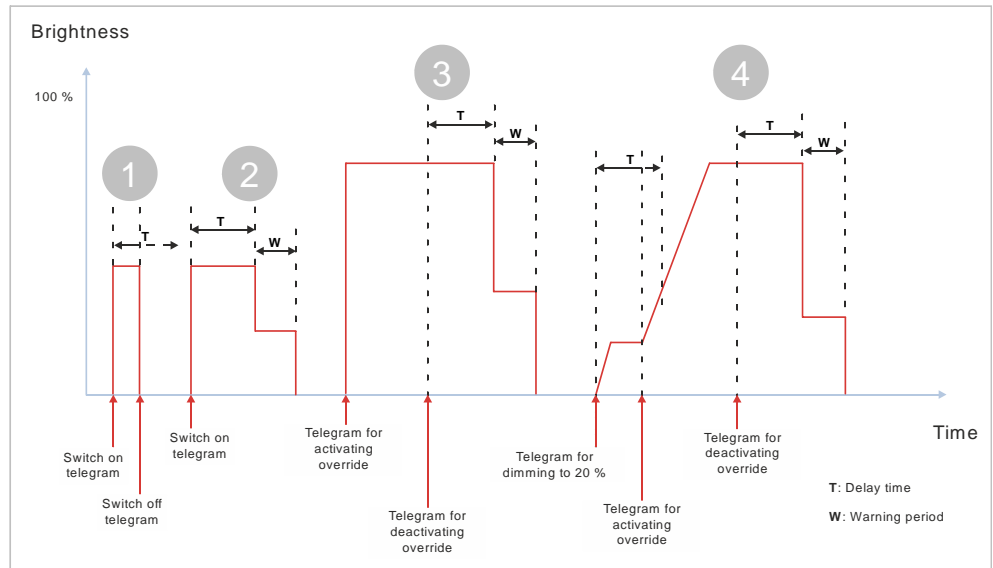 Brightness
100 %
1
2
3
4
T
T
W
T
W
T
T
W
Time
Switch on
telegram
Switch off
telegram
Switch on
telegram
Telegram for
activating
override
Telegram for
deactivating
override
Telegram for
dimming to 20 %
Telegram for
activating
override
Telegram for
deactivating
override
T: Delay time
W: Warning period